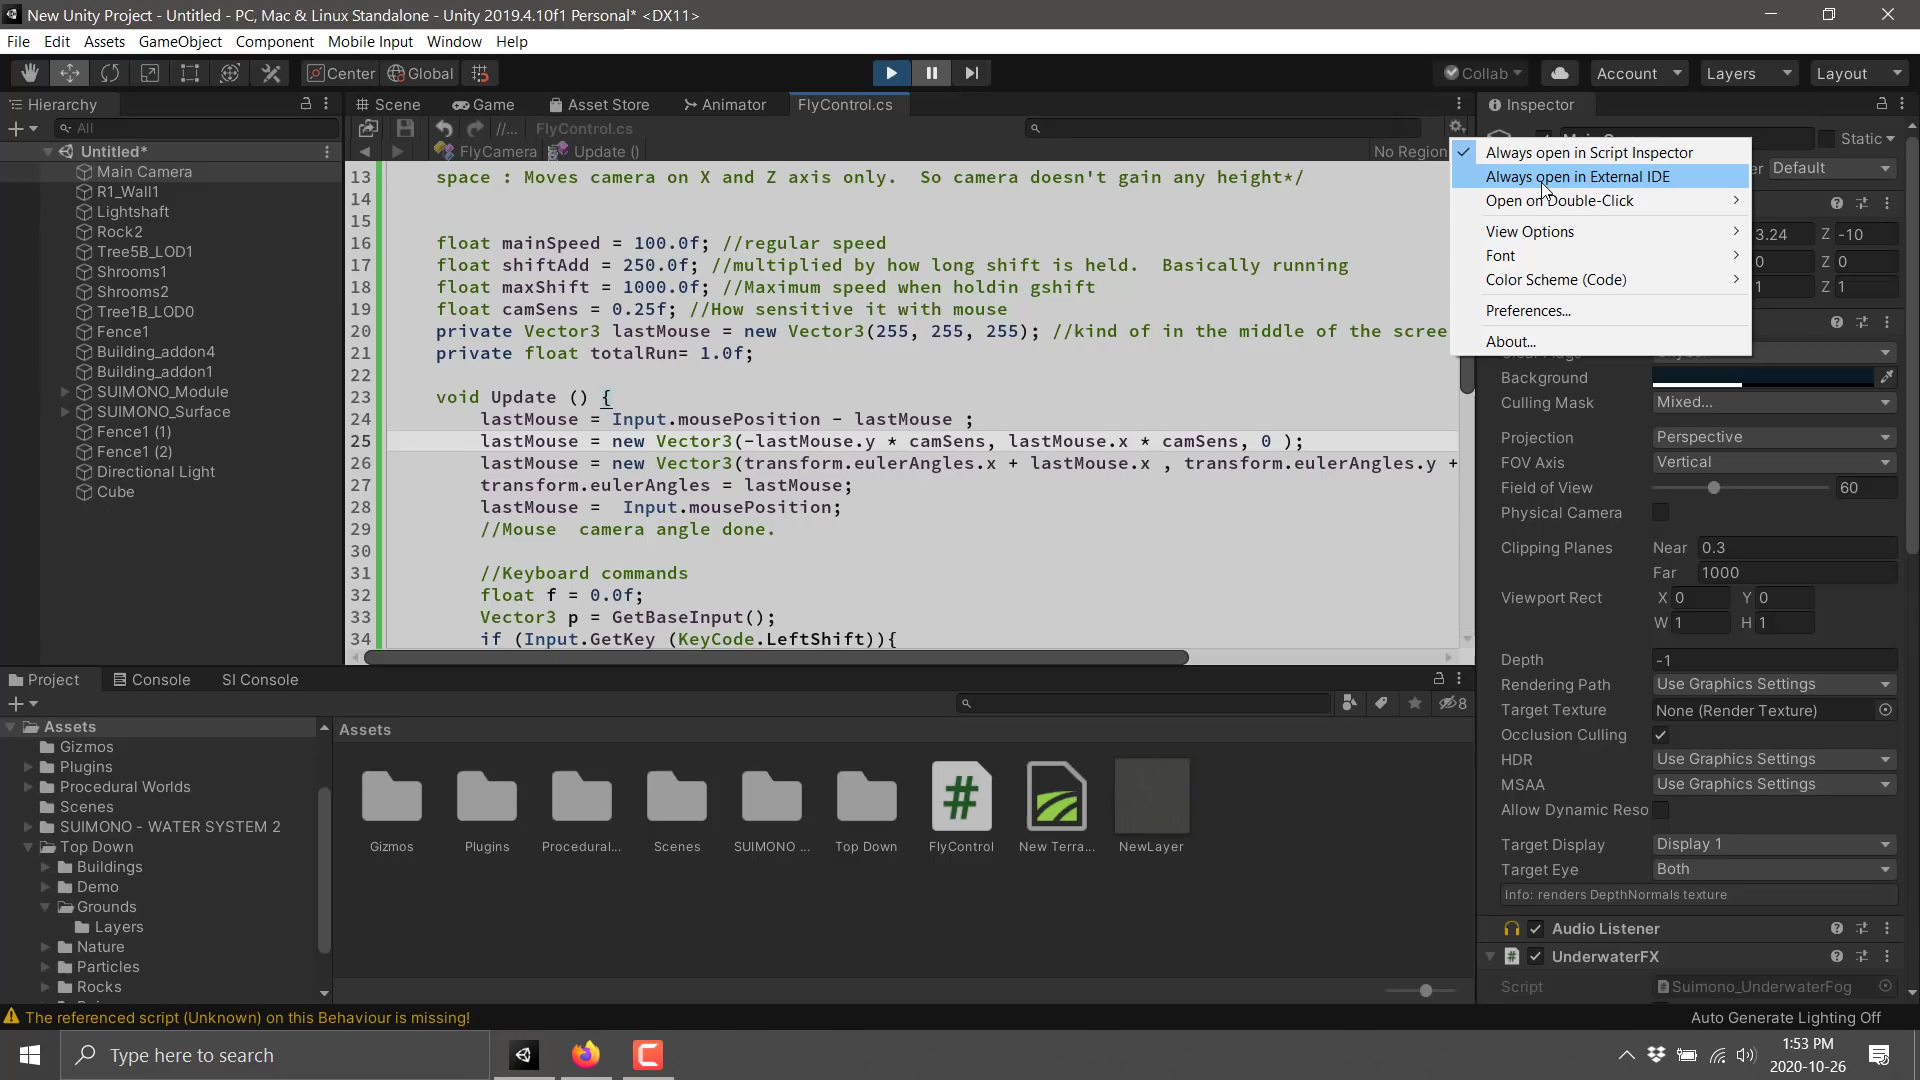 New Unity Project - Untitled - PC, Mac & Linux Standalone - Unity 2019.4.10f1 Personal* <DX11>
File Edit Assets GameObject Component Mobile Input Window Help
Center Global Collab Account Layers Layout
Hierarchy
All
Untitled*
Main Camera
R1_Wall1
Lightshaft
Rock2
Tree5B_LOD1
Shrooms1
Shrooms2
Tree1B_LOD0
Fence1
Building_addon4
Building_addon1
SUIMONO_Module
SUIMONO_Surface
Fence1 (1)
Fence1 (2)
Directional Light
Cube
Scene Game Asset Store Animator FlyControl.cs
//... FlyControl.cs
FlyCamera Update () No Region
13 space : Moves camera on X and Z axis only.  So camera doesn't gain any height*/
14
15
16 float mainSpeed = 100.0f; //regular speed
17 float shiftAdd = 250.0f; //multiplied by how long shift is held.  Basically running
18 float maxShift = 1000.0f; //Maximum speed when holdin gshift
19 float camSens = 0.25f; //How sensitive it with mouse
20 private Vector3 lastMouse = new Vector3(255, 255, 255); //kind of in the middle of the scree
21 private float totalRun= 1.0f;
22
23 void Update () {
24 lastMouse = Input.mousePosition - lastMouse ;
25 lastMouse = new Vector3(-lastMouse.y * camSens, lastMouse.x * camSens, 0 );
26 lastMouse = new Vector3(transform.eulerAngles.x + lastMouse.x , transform.eulerAngles.y +
27 transform.eulerAngles = lastMouse;
28 lastMouse =  Input.mousePosition;
29 //Mouse  camera angle done.
30
31 //Keyboard commands
32 float f = 0.0f;
33 Vector3 p = GetBaseInput();
34 if (Input.GetKey (KeyCode.LeftShift)){
Always open in Script Inspector
Always open in External IDE
Open on Double-Click
View Options
Font
Color Scheme (Code)
Preferences...
About...
Inspector
Static
Default
3.24 Z -10
0 Z 0
1 Z 1
Background
Culling Mask Mixed...
Projection Perspective
FOV Axis Vertical
Field of View 60
Physical Camera
Clipping Planes Near 0.3
Far 1000
Viewport Rect X 0 Y 0
W 1 H 1
Depth -1
Rendering Path Use Graphics Settings
Target Texture None (Render Texture)
Occlusion Culling
HDR Use Graphics Settings
MSAA Use Graphics Settings
Allow Dynamic Reso
Target Display Display 1
Target Eye Both
Info: renders DepthNormals texture
Audio Listener
UnderwaterFX
Script Suimono_UnderwaterFog
Project Console SI Console
8
Assets
Gizmos
Plugins
Procedural Worlds
Scenes
SUIMONO - WATER SYSTEM 2
Top Down
Buildings
Demo
Grounds
Layers
Nature
Particles
Rocks
Assets
Gizmos Plugins Procedural... Scenes SUIMONO ... Top Down FlyControl New Terra... NewLayer
The referenced script (Unknown) on this Behaviour is missing!
Auto Generate Lighting Off
Type here to search
1:53 PM
2020-10-26